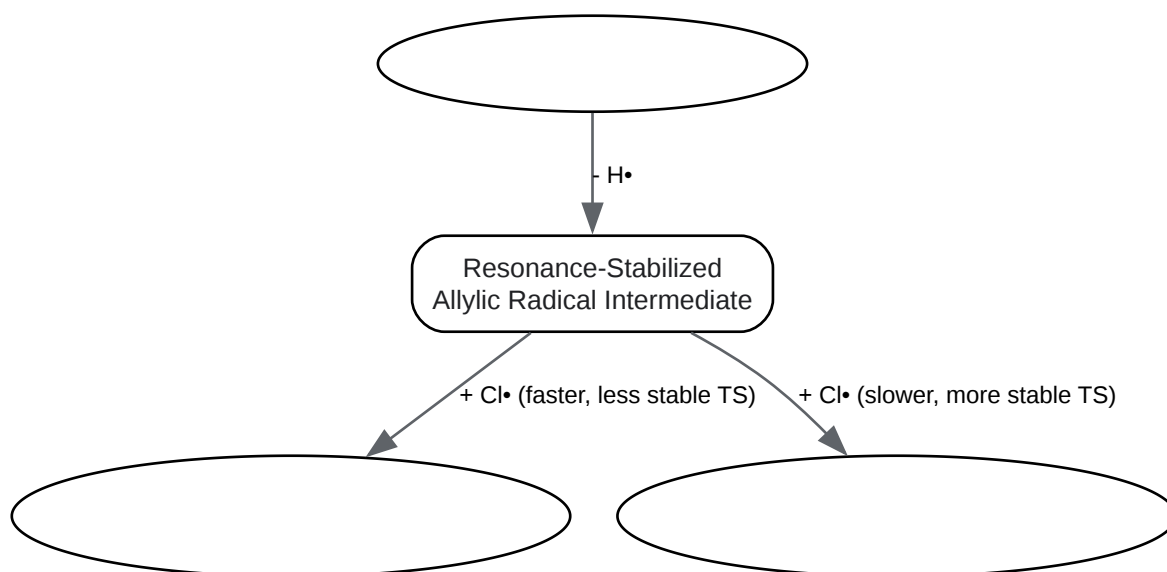 - H•
Resonance-Stabilized
Allylic Radical Intermediate
+ Cl• (faster, less stable TS)
+ Cl• (slower, more stable TS)